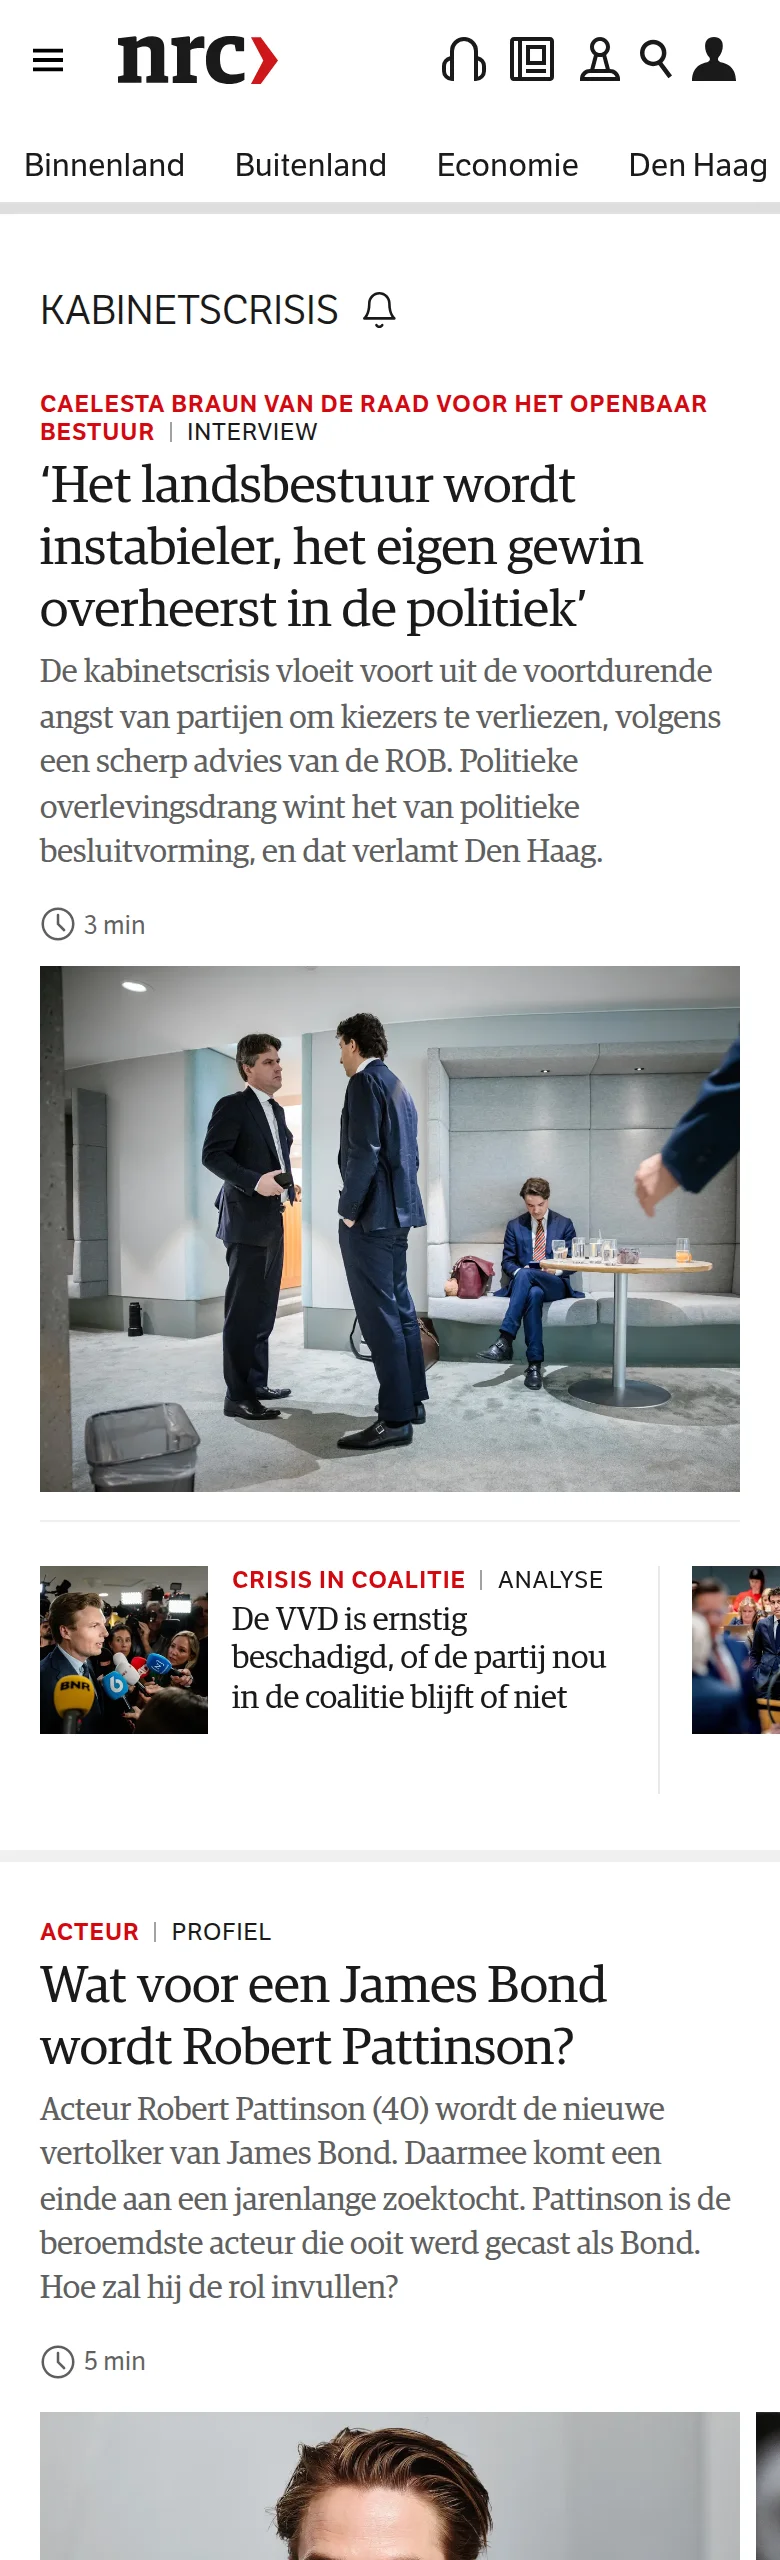 nrc
Binnenland Buitenland Economie Den Haag
KABINETSCRISIS
CAELESTA BRAUN VAN DE RAAD VOOR HET OPENBAAR
BESTUUR | INTERVIEW
‘Het landsbestuur wordt
instabieler, het eigen gewin
overheerst in de politiek’
De kabinetscrisis vloeit voort uit de voortdurende
angst van partijen om kiezers te verliezen, volgens
een scherp advies van de ROB. Politieke
overlevingsdrang wint het van politieke
besluitvorming, en dat verlamt Den Haag.
3 min
BNR
b
CRISIS IN COALITIE | ANALYSE
De VVD is ernstig
beschadigd, of de partij nou
in de coalitie blijft of niet
ACTEUR | PROFIEL
Wat voor een James Bond
wordt Robert Pattinson?
Acteur Robert Pattinson (40) wordt de nieuwe
vertolker van James Bond. Daarmee komt een
einde aan een jarenlange zoektocht. Pattinson is de
beroemdste acteur die ooit werd gecast als Bond.
Hoe zal hij de rol invullen?
5 min